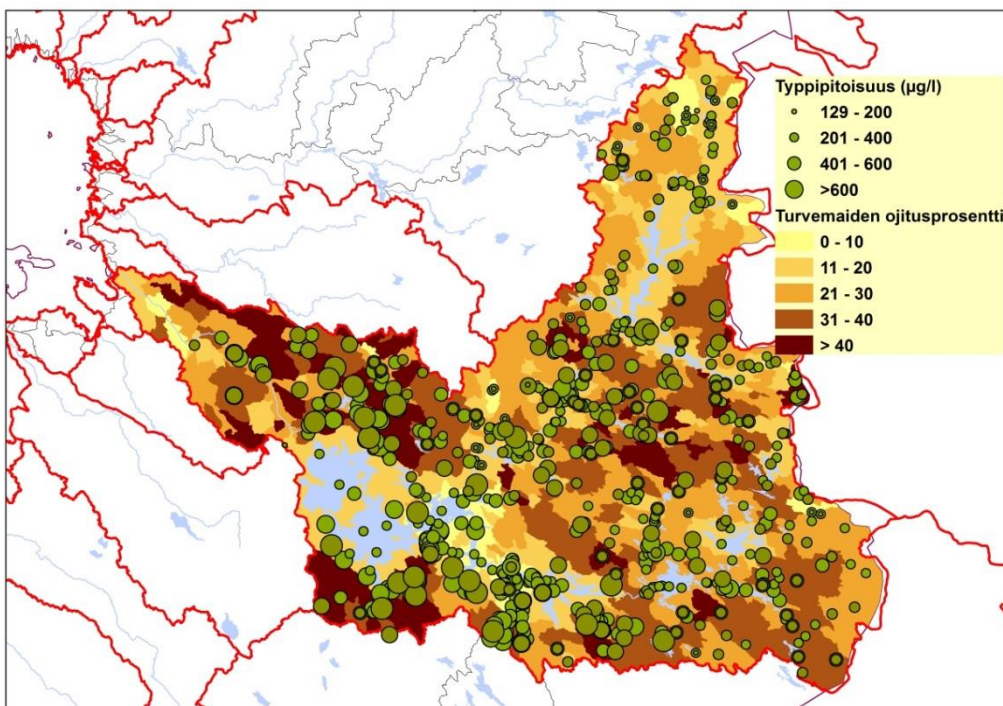 Typpipitoisuus (µg/l)
129 - 200
201 - 400
401 - 600
>600
Turvemaiden ojitusprosentti
0 - 10
11 - 20
21 - 30
31 - 40
> 40